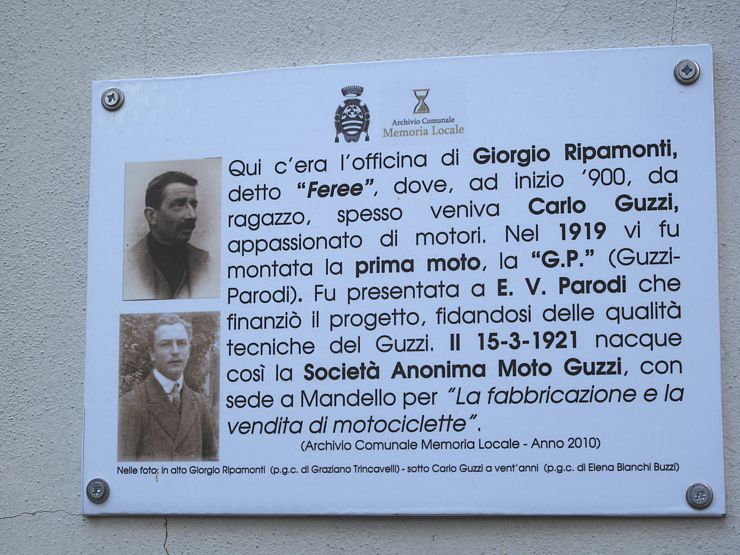 Archivio Comunale
Memoria Locale
Qui c'era l'officina di Giorgio Ripamonti,
detto "Feree", dove, ad inizio '900, da
ragazzo, spesso veniva Carlo Guzzi,
appassionato di motori. Nel 1919 vi fu
montata la prima moto, la "G.P." (Guzzi-
Parodi). Fu presentata a E. V. Parodi che
finanziò il progetto, fidandosi delle qualità
tecniche del Guzzi. Il 15-3-1921 nacque
così la Società Anonima Moto Guzzi, con
sede a Mandello per "La fabbricazione e la
vendita di motociclette".
(Archivio Comunale Memoria Locale - Anno 2010)
Nelle foto: in alto Giorgio Ripamonti (p.g.c. di Graziano Trincavelli) - sotto Carlo Guzzi a vent'anni (p.g.c. di Elena Bianchi Buzzi)